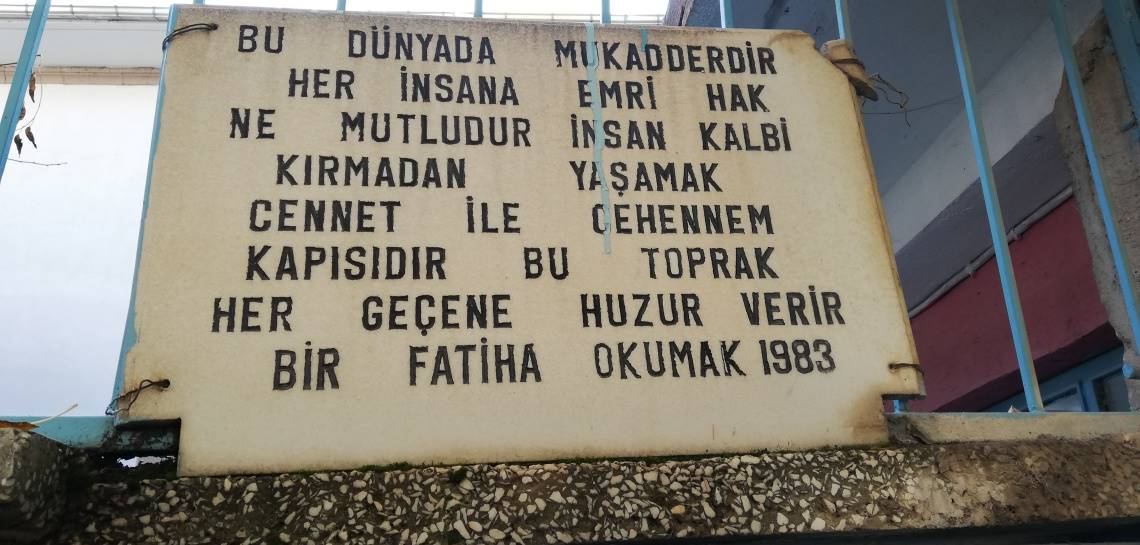 BU DÜNYADA MUKADDERDİR
HER İNSANA EMRİ HAK
NE MUTLUDUR İNSAN KALBİ
KIRMADAN YAŞAMAK
CENNET İLE CEHENNEM
KAPISIDIR BU TOPRAK
HER GEÇENE HUZUR VERİR
BİR FATİHA OKUMAK 1983